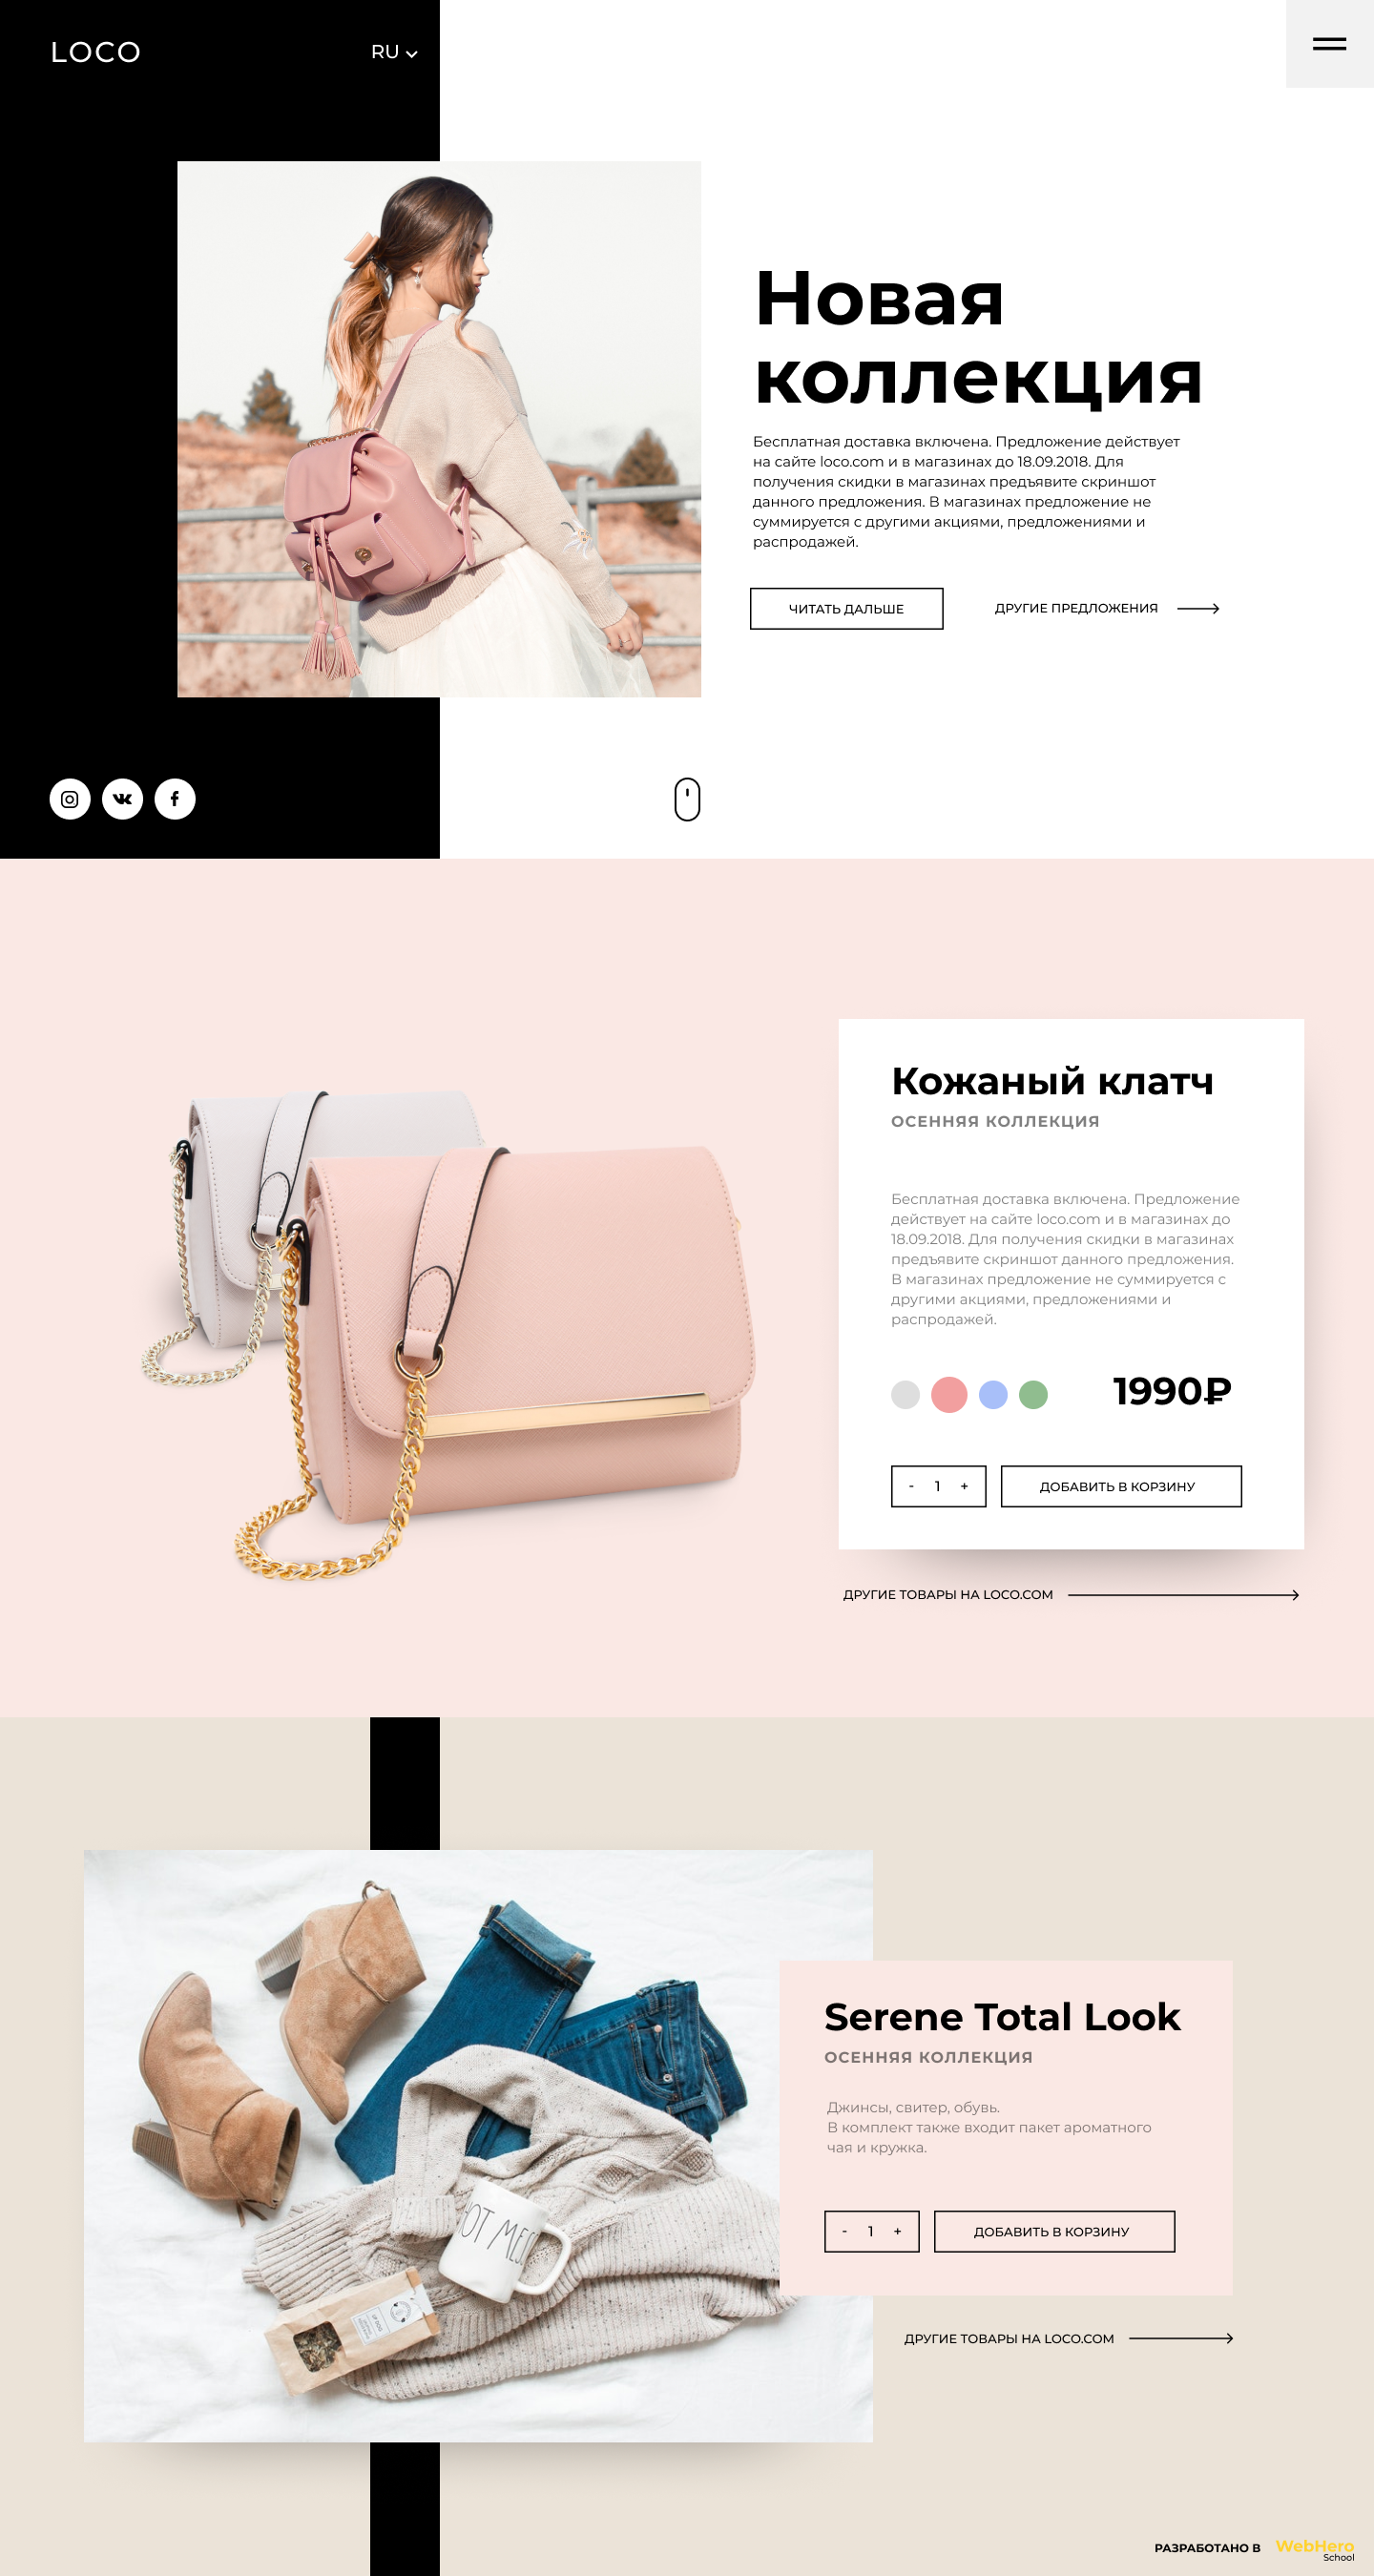 LOCO
RU
Новая
коллекция
Бесплатная доставка включена. Предложение действует
на сайте loco.com и в магазинах до 18.09.2018. Для
получения скидки в магазинах предъявите скриншот
данного предложения. В магазинах предложение не
суммируется с другими акциями, предложениями и
распродажей.
ЧИТАТЬ ДАЛЬШЕ
ДРУГИЕ ПРЕДЛОЖЕНИЯ
Кожаный клатч
ОСЕННЯЯ КОЛЛЕКЦИЯ
Бесплатная доставка включена. Предложение
действует на сайте loco.com и в магазинах до
18.09.2018. Для получения скидки в магазинах
предъявите скриншот данного предложения.
В магазинах предложение не суммируется с
другими акциями, предложениями и
распродажей.
1990₽
- 1 +
ДОБАВИТЬ В КОРЗИНУ
ДРУГИЕ ТОВАРЫ НА LOCO.COM
Serene Total Look
ОСЕННЯЯ КОЛЛЕКЦИЯ
Джинсы, свитер, обувь.
В комплект также входит пакет ароматного
чая и кружка.
- 1 +
ДОБАВИТЬ В КОРЗИНУ
HOT MESS
ДРУГИЕ ТОВАРЫ НА LOCO.COM
РАЗРАБОТАНО В
WebHero
School